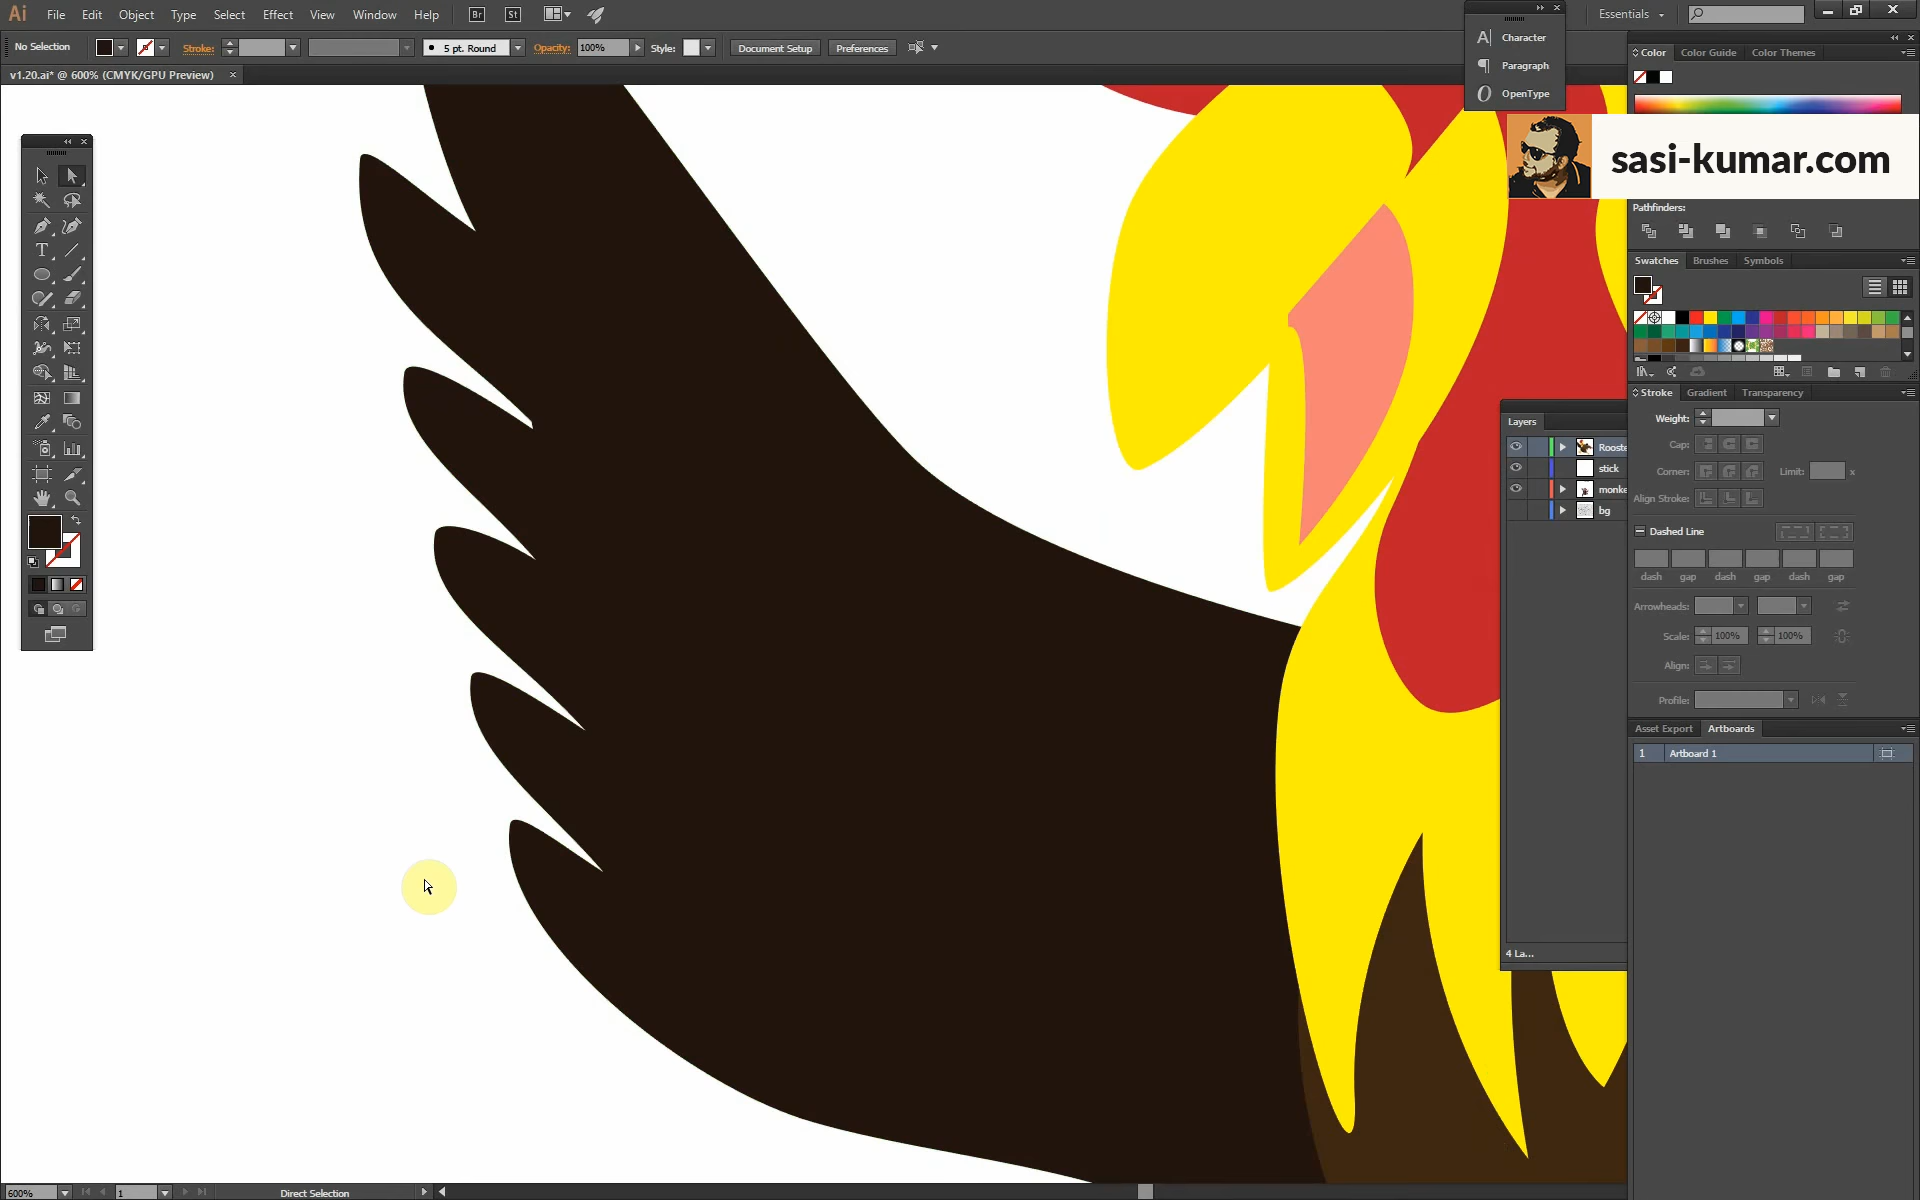 Ai File Edit Object Type Select Effect View Window Help Br St Essentials
No Selection Stroke: 5 pt. Round Opacity: 100% Style: Document Setup Preferences
v1.20.ai* @ 600% (CMYK/GPU Preview)
Character
Paragraph
OpenType
Color Color Guide Color Themes
sasi-kumar.com
Pathfinders:
Swatches Brushes Symbols
Stroke Gradient Transparency
Weight:
Cap:
Corner: Limit: x
Align Stroke:
Dashed Line
dash gap dash gap dash gap
Arrowheads:
Scale: 100% 100%
Align:
Profile:
Layers
Rooste
stick
monke
bg
4 La...
Asset Export Artboards
1 Artboard 1
600% 1 Direct Selection